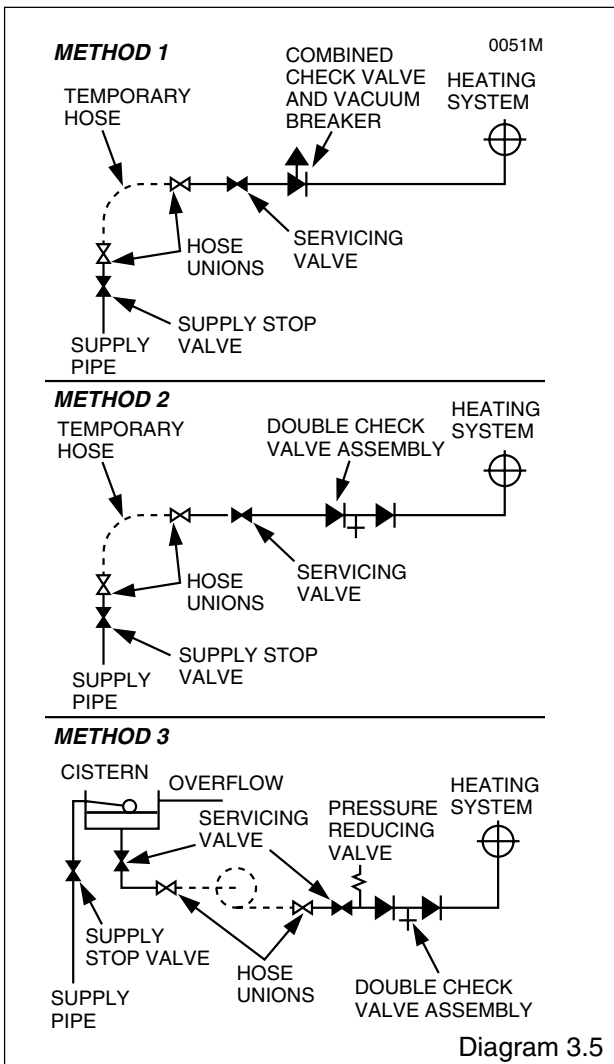 METHOD 1
0051M
TEMPORARY
HOSE
COMBINED
CHECK VALVE
AND VACUUM
BREAKER
HEATING
SYSTEM
HOSE
UNIONS
SERVICING
VALVE
SUPPLY STOP
VALVE
SUPPLY
PIPE
METHOD 2
TEMPORARY
HOSE
DOUBLE CHECK
VALVE ASSEMBLY
HEATING
SYSTEM
HOSE
UNIONS
SERVICING
VALVE
SUPPLY STOP
VALVE
SUPPLY
PIPE
METHOD 3
CISTERN
OVERFLOW
SERVICING
VALVE
PRESSURE
REDUCING
VALVE
HEATING
SYSTEM
SUPPLY
STOP VALVE
HOSE
UNIONS
DOUBLE CHECK
VALVE ASSEMBLY
SUPPLY
PIPE
Diagram 3.5